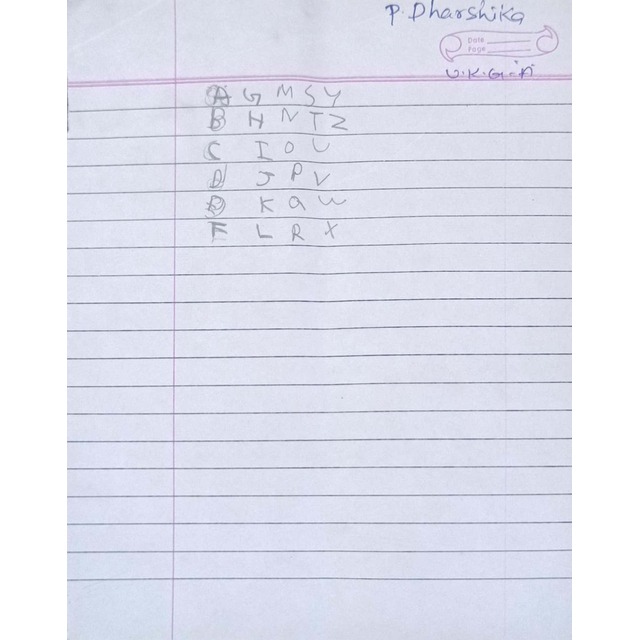 P. Dharshika
Date
Page
U.K.G-A
A G M S Y
B H N T Z
C I O U
D J P V
D K Q W
F L R X